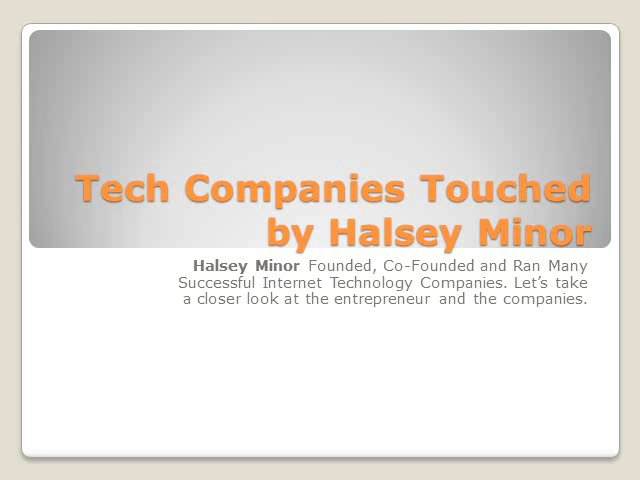 Tech Companies Touched
by Halsey Minor
Halsey Minor Founded, Co-Founded and Ran Many
Successful Internet Technology Companies. Let’s take
a closer look at the entrepreneur and the companies.